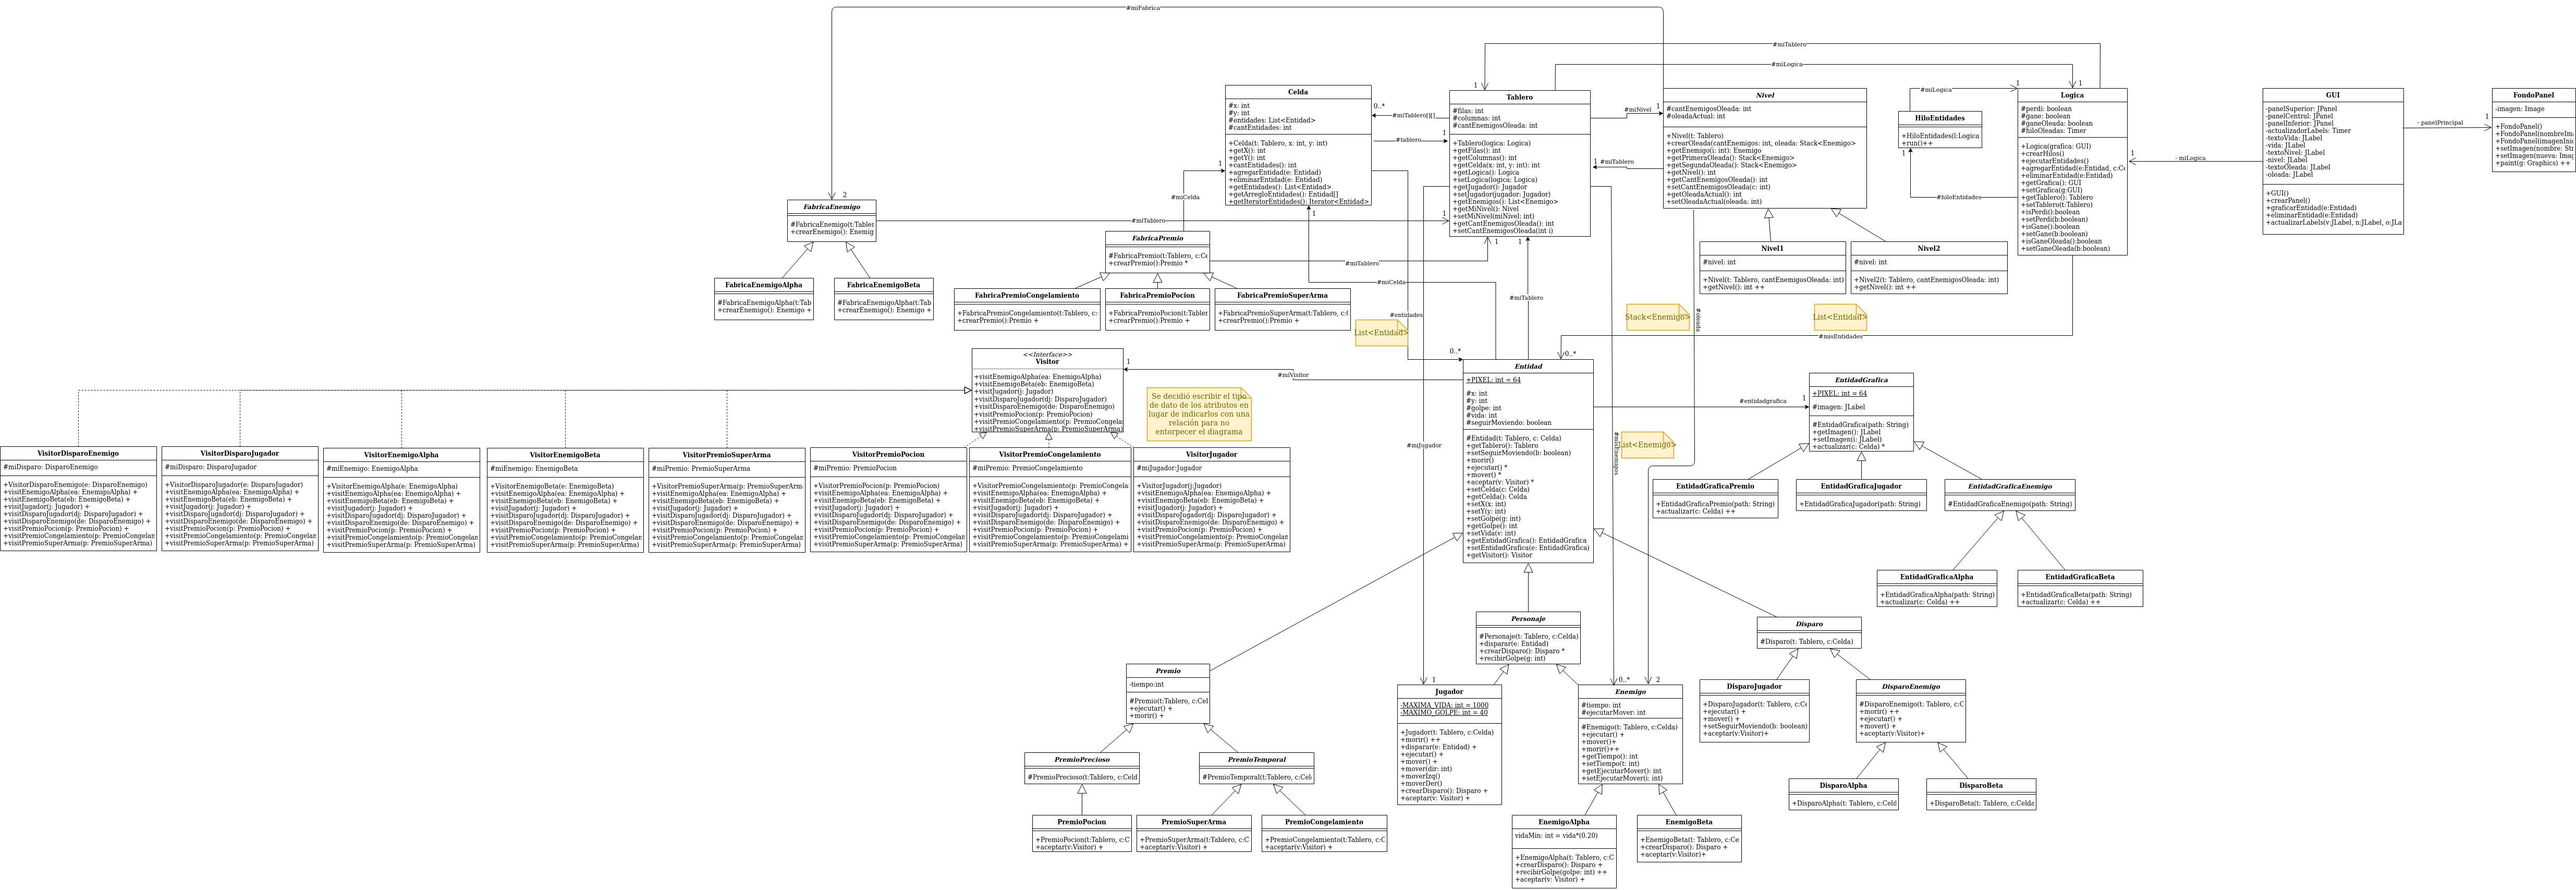 #miFabrica
#miTablero
#miLogica
Celda
#x: int
#y: int
#entidades: List<Entidad>
#cantEntidades: int
+Celda(t: Tablero, x: int, y: int)
+getX(): int
+getY(): int
+cantEntidades(): int
+agregarEntidad(e: Entidad)
+eliminarEntidad(e: Entidad)
+getEntidades(): List<Entidad>
+getArregloEntidades(): Entidad[]
+getIteratorEntidades(): Iterator<Entidad>
0..*
#miTablero[][]
#tablero
1
Tablero
#filas: int
#columnas: int
#cantEnemigosOleada: int
+Tablero(logica: Logica)
+getFilas(): int
+getColumnas(): int
+getCelda(x: int, y: int): int
+getLogica(): Logica
+setLogica(logica: Logica)
+getJugador(): Jugador
+setJugador(jugador: Jugador)
+getEnemigos(): List<Enemigo>
+getMiNivel(): Nivel
+setMiNivel(miNivel: int)
+getCantEnemigosOleada(): int
+setCantEnemigosOleada(int i)
1
#miNivel
1
1
#miTablero
Nivel
#cantEnemigosOleada: int
#oleadaActual: int
+Nivel(t: Tablero)
+crearOleada(cantEnemigos: int, oleada: Stack<Enemigo>
+getEnemigo(i: int): Enemigo
+getPrimeraOleada(): Stack<Enemigo>
+getSegundaOleada(): Stack<Enemigo>
+getNivel(): int
+getCantEnemigosOleada(): int
+setCantEnemigosOleada(c: int)
+getOleadaActual(): int
+setOleadaActual(oleada: int)
#miLogica
1
1
HiloEntidades
+HiloEntidades(l:Logica
+run()++
1
#hiloEntidades
Logica
#perdi: boolean
#gane: boolean
#ganeOleada: boolean
#hiloOleadas: Timer
+Logica(grafica: GUI)
+crearHilos()
+ejecutarEntidades()
+agregarEntidad(e:Entidad, c:Ce
+eliminarEntidad(e:Entidad)
+getGrafica(): GUI
+setGrafica(g:GUI)
+getTablero(): Tablero
+setTablero(t:Tablero)
+isPerdi():boolean
+setPerdi(b:boolean)
+isGane():boolean
+setGane(b:boolean)
+isGaneOleada():boolean
+setGaneOleada(b:boolean)
1
- miLogica
GUI
-panelSuperior: JPanel
-panelCentral: JPanel
-panelInferior: JPanel
-actualizadorLabels: Timer
-textoVida: JLabel
-vida: JLabel
-textoNivel: JLabel
-nivel: JLabel
-textoOleada: JLabel
-oleada: JLabel
+GUI()
+crearPanel()
+graficarEntidad(e:Entidad)
+eliminarEntidad(e:Entidad)
+actualizarLabels(v:JLabel, n:JLabel, o:JLa
- panelPrincipal
1
FondoPanel
-imagen: Image
+FondoPanel()
+FondoPanel(nombreIm
+FondoPanel(imagenInic
+setImagen(nombre: Str
+setImagen(nueva: Imag
+paint(g: Graphics) ++
2
FabricaEnemigo
+FabricaEnemigo(t:Tabler
+crearEnemigo(): Enemig
#miTablero
1
FabricaEnemigoAlpha
#FabricaEnemigoAlpha(t:Tab
+crearEnemigo(): Enemigo +
FabricaEnemigoBeta
#FabricaEnemigoAlpha(t:Tab
+crearEnemigo(): Enemigo +
1
#miCelda
FabricaPremio
#FabricaPremio(t:Tablero, c:Ce
+crearPremio():Premio *
#miTablero
1
FabricaPremioCongelamiento
+FabricaPremioCongelamiento(t:Tablero, c:
+crearPremio():Premio +
FabricaPremioPocion
+FabricaPremioPocion(t:Tabler
+crearPremio():Premio +
FabricaPremioSuperArma
+FabricaPremioSuperArma(t:Tablero, c:C
+crearPremio():Premio +
1
#miCelda
#entidades
List<Entidad>
0..*
1
#miTablero
Nivel1
#nivel: int
+Nivel(t: Tablero, cantEnemigosOleada: int)
+getNivel(): int ++
Nivel2
#nivel: int
+Nivel2(t: Tablero, cantEnemigosOleada: int)
+getNivel(): int ++
Stack<Enemigo>
#oleada
List<Entidad>
#misEntidades
0..*
<<Interface>>
Visitor
+visitEnemigoAlpha(ea: EnemigoAlpha)
+visitEnemigoBeta(eb: EnemigoBeta)
+visitJugador(j: Jugador)
+visitDisparoJugador(dj: DisparoJugador)
+visitDisparoEnemigo(de: DisparoEnemigo)
+visitPremioPocion(p: PremioPocion)
+visitPremioCongelamiento(p: PremioCongela
+visitPremioSuperArma(p: PremioSuperArma)
1
#miVisitor
Se decidió escribir el tipo
de dato de los atributos en
lugar de indicarlos con una
relación para no
entorpecer el diagrama
Entidad
+PIXEL: int = 64
#x: int
#y: int
#golpe: int
#vida: int
#seguirMoviendo: boolean
#Entidad(t: Tablero, c: Celda)
+getTablero(): Tablero
+setSeguirMoviendo(b: boolean)
+morir()
+ejecutar() *
+mover() *
+aceptar(v: Visitor) *
+setCelda(c: Celda)
+getCelda(): Celda
+setX(x: int)
+setY(y: int)
+setGolpe(g: int)
+getGolpe(): int
+setVida(v: int)
+getEntidadGrafica(): EntidadGrafica
+setEntidadGrafica(e: EntidadGrafica)
+getVisitor(): Visitor
#entidadgrafica
1
EntidadGrafica
+PIXEL: int = 64
#imagen: JLabel
#EntidadGrafica(path: String)
+getImagen(): JLabel
+setImagen(i: JLabel)
+actualizar(c: Celda) *
#miJugador
#misEnemigos
List<Enemigo>
EntidadGraficaPremio
+EntidadGraficaPremio(path: String)
+actualizar(c: Celda) ++
EntidadGraficaJugador
+EntidadGraficaJugador(path: String)
EntidadGraficaEnemigo
#EntidadGraficaEnemigo(path: String)
EntidadGraficaAlpha
+EntidadGraficaAlpha(path: String)
+actualizar(c: Celda) ++
EntidadGraficaBeta
+EntidadGraficaBeta(path: String)
+actualizar(c: Celda) ++
VisitorDisparoEnemigo
#miDisparo: DisparoEnemigo
+VisitorDisparoEnemigo(e: DisparoEnemigo)
+visitEnemigoAlpha(ea: EnemigoAlpha) +
+visitEnemigoBeta(eb: EnemigoBeta) +
+visitJugador(j: Jugador) +
+visitDisparoJugador(dj: DisparoJugador) +
+visitDisparoEnemigo(de: DisparoEnemigo) +
+visitPremioPocion(p: PremioPocion) +
+visitPremioCongelamiento(p: PremioCongelan
+visitPremioSuperArma(p: PremioSuperArma)
VisitorDisparoJugador
#miDisparo: DisparoJugador
+VisitorDisparoJugador(e: DisparoJugador)
+visitEnemigoAlpha(ea: EnemigoAlpha) +
+visitEnemigoBeta(eb: EnemigoBeta) +
+visitJugador(j: Jugador) +
+visitDisparoJugador(dj: DisparoJugador) +
+visitDisparoEnemigo(de: DisparoEnemigo) +
+visitPremioPocion(p: PremioPocion) +
+visitPremioCongelamiento(p: PremioCongelan
+visitPremioSuperArma(p: PremioSuperArma)
VisitorEnemigoAlpha
#miEnemigo: EnemigoAlpha
+VisitorEnemigoAlpha(e: EnemigoAlpha)
+visitEnemigoAlpha(ea: EnemigoAlpha) +
+visitEnemigoBeta(eb: EnemigoBeta) +
+visitJugador(j: Jugador) +
+visitDisparoJugador(dj: DisparoJugador) +
+visitDisparoEnemigo(de: DisparoEnemigo) +
+visitPremioPocion(p: PremioPocion) +
+visitPremioCongelamiento(p: PremioCongelan
+visitPremioSuperArma(p: PremioSuperArma)
VisitorEnemigoBeta
#miEnemigo: EnemigoBeta
+VisitorEnemigoBeta(e: EnemigoBeta)
+visitEnemigoAlpha(ea: EnemigoAlpha) +
+visitEnemigoBeta(eb: EnemigoBeta) +
+visitJugador(j: Jugador) +
+visitDisparoJugador(dj: DisparoJugador) +
+visitDisparoEnemigo(de: DisparoEnemigo) +
+visitPremioPocion(p: PremioPocion) +
+visitPremioCongelamiento(p: PremioCongelan
+visitPremioSuperArma(p: PremioSuperArma)
VisitorPremioSuperArma
#miPremio: PremioSuperArma
+VisitorPremioSuperArma(p: PremioSuperArm
+visitEnemigoAlpha(ea: EnemigoAlpha) +
+visitEnemigoBeta(eb: EnemigoBeta) +
+visitJugador(j: Jugador) +
+visitDisparoJugador(dj: DisparoJugador) +
+visitDisparoEnemigo(de: DisparoEnemigo) +
+visitPremioPocion(p: PremioPocion) +
+visitPremioCongelamiento(p: PremioCongelan
+visitPremioSuperArma(p: PremioSuperArma)
VisitorPremioPocion
#miPremio: PremioPocion
+VisitorPremioPocion(p: PremioPocion)
+visitEnemigoAlpha(ea: EnemigoAlpha) +
+visitEnemigoBeta(eb: EnemigoBeta) +
+visitJugador(j: Jugador) +
+visitDisparoJugador(dj: DisparoJugador) +
+visitDisparoEnemigo(de: DisparoEnemigo) +
+visitPremioPocion(p: PremioPocion) +
+visitPremioCongelamiento(p: PremioCongelan
+visitPremioSuperArma(p: PremioSuperArma)
VisitorPremioCongelamiento
#miPremio: PremioCongelamiento
+VisitorPremioCongelamiento(p: PremioCongela
+visitEnemigoAlpha(ea: EnemigoAlpha) +
+visitEnemigoBeta(eb: EnemigoBeta) +
+visitJugador(j: Jugador) +
+visitDisparoJugador(dj: DisparoJugador) +
+visitDisparoEnemigo(de: DisparoEnemigo) +
+visitPremioPocion(p: PremioPocion) +
+visitPremioCongelamiento(p: PremioCongelami
+visitPremioSuperArma(p: PremioSuperArma) +
VisitorJugador
#miJugador:Jugador
+VisitorJugador(j:Jugador)
+visitEnemigoAlpha(ea: EnemigoAlpha) +
+visitEnemigoBeta(eb: EnemigoBeta) +
+visitJugador(j: Jugador) +
+visitDisparoJugador(dj: DisparoJugador) +
+visitDisparoEnemigo(de: DisparoEnemigo) +
+visitPremioPocion(p: PremioPocion) +
+visitPremioCongelamiento(p: PremioCongelan
+visitPremioSuperArma(p: PremioSuperArma)
Personaje
#Personaje(t: Tablero, c:Celda)
+disparar(e: Entidad)
+crearDisparo(): Disparo *
+recibirGolpe(g: int)
Disparo
#Disparo(t: Tablero, c:Celda)
Premio
-tiempo:int
#Premio(t:Tablero, c:Cel
+ejecutar() +
+morir() +
1
Jugador
-MAXIMA_VIDA: int = 1000
-MAXIMO_GOLPE: int = 40
+Jugador(t: Tablero, c:Celda)
+morir() ++
+disparar(e: Entidad) +
+ejecutar() +
+mover() +
+mover(dir: int)
+moverIzq()
+moverDer()
+crearDisparo(): Disparo +
+aceptar(v: Visitor) +
0..*
2
Enemigo
#tiempo: int
#ejecutarMover: int
#Enemigo(t: Tablero, c:Celda)
+ejecutar() +
+mover()+
+morir()++
+getTiempo(): int
+setTiempo(t: int)
+getEjecutarMover(): int
+setEjecutarMover(i: int)
DisparoJugador
+DisparoJugador(t: Tablero, c:Ce
+ejecutar() +
+mover() +
+setSeguirMoviendo(b: boolean)
+aceptar(v:Visitor)+
DisparoEnemigo
#DisparoEnemigo(t: Tablero, c:C
+morir() ++
+ejecutar() +
+mover() +
+aceptar(v:Visitor)+
PremioPrecioso
#PremioPrecioso(t:Tablero, c:Celd
PremioTemporal
#PremioTemporal(t:Tablero, c:Cel
DisparoAlpha
+DisparoAlpha(t: Tablero, c:Celd
DisparoBeta
+DisparoBeta(t: Tablero, c:Celda
PremioPocion
+PremioPocion(t:Tablero, c:C
+aceptar(v:Visitor) +
PremioSuperArma
+PremioSuperArma(t:Tablero, c:C
+aceptar(v:Visitor) +
PremioCongelamiento
+PremioCongelamiento(t:Tablero, c:C
+aceptar(v:Visitor) +
EnemigoAlpha
vidaMin: int = vida*(0.20)
+EnemigoAlpha(t: Tablero, c:C
+crearDisparo(): Disparo +
+recibirGolpe(golpe: int) ++
+aceptar(v: Visitor) +
EnemigoBeta
+EnemigoBeta(t: Tablero, c:Ce
+crearDisparo(): Disparo +
+aceptar(v:Visitor)+